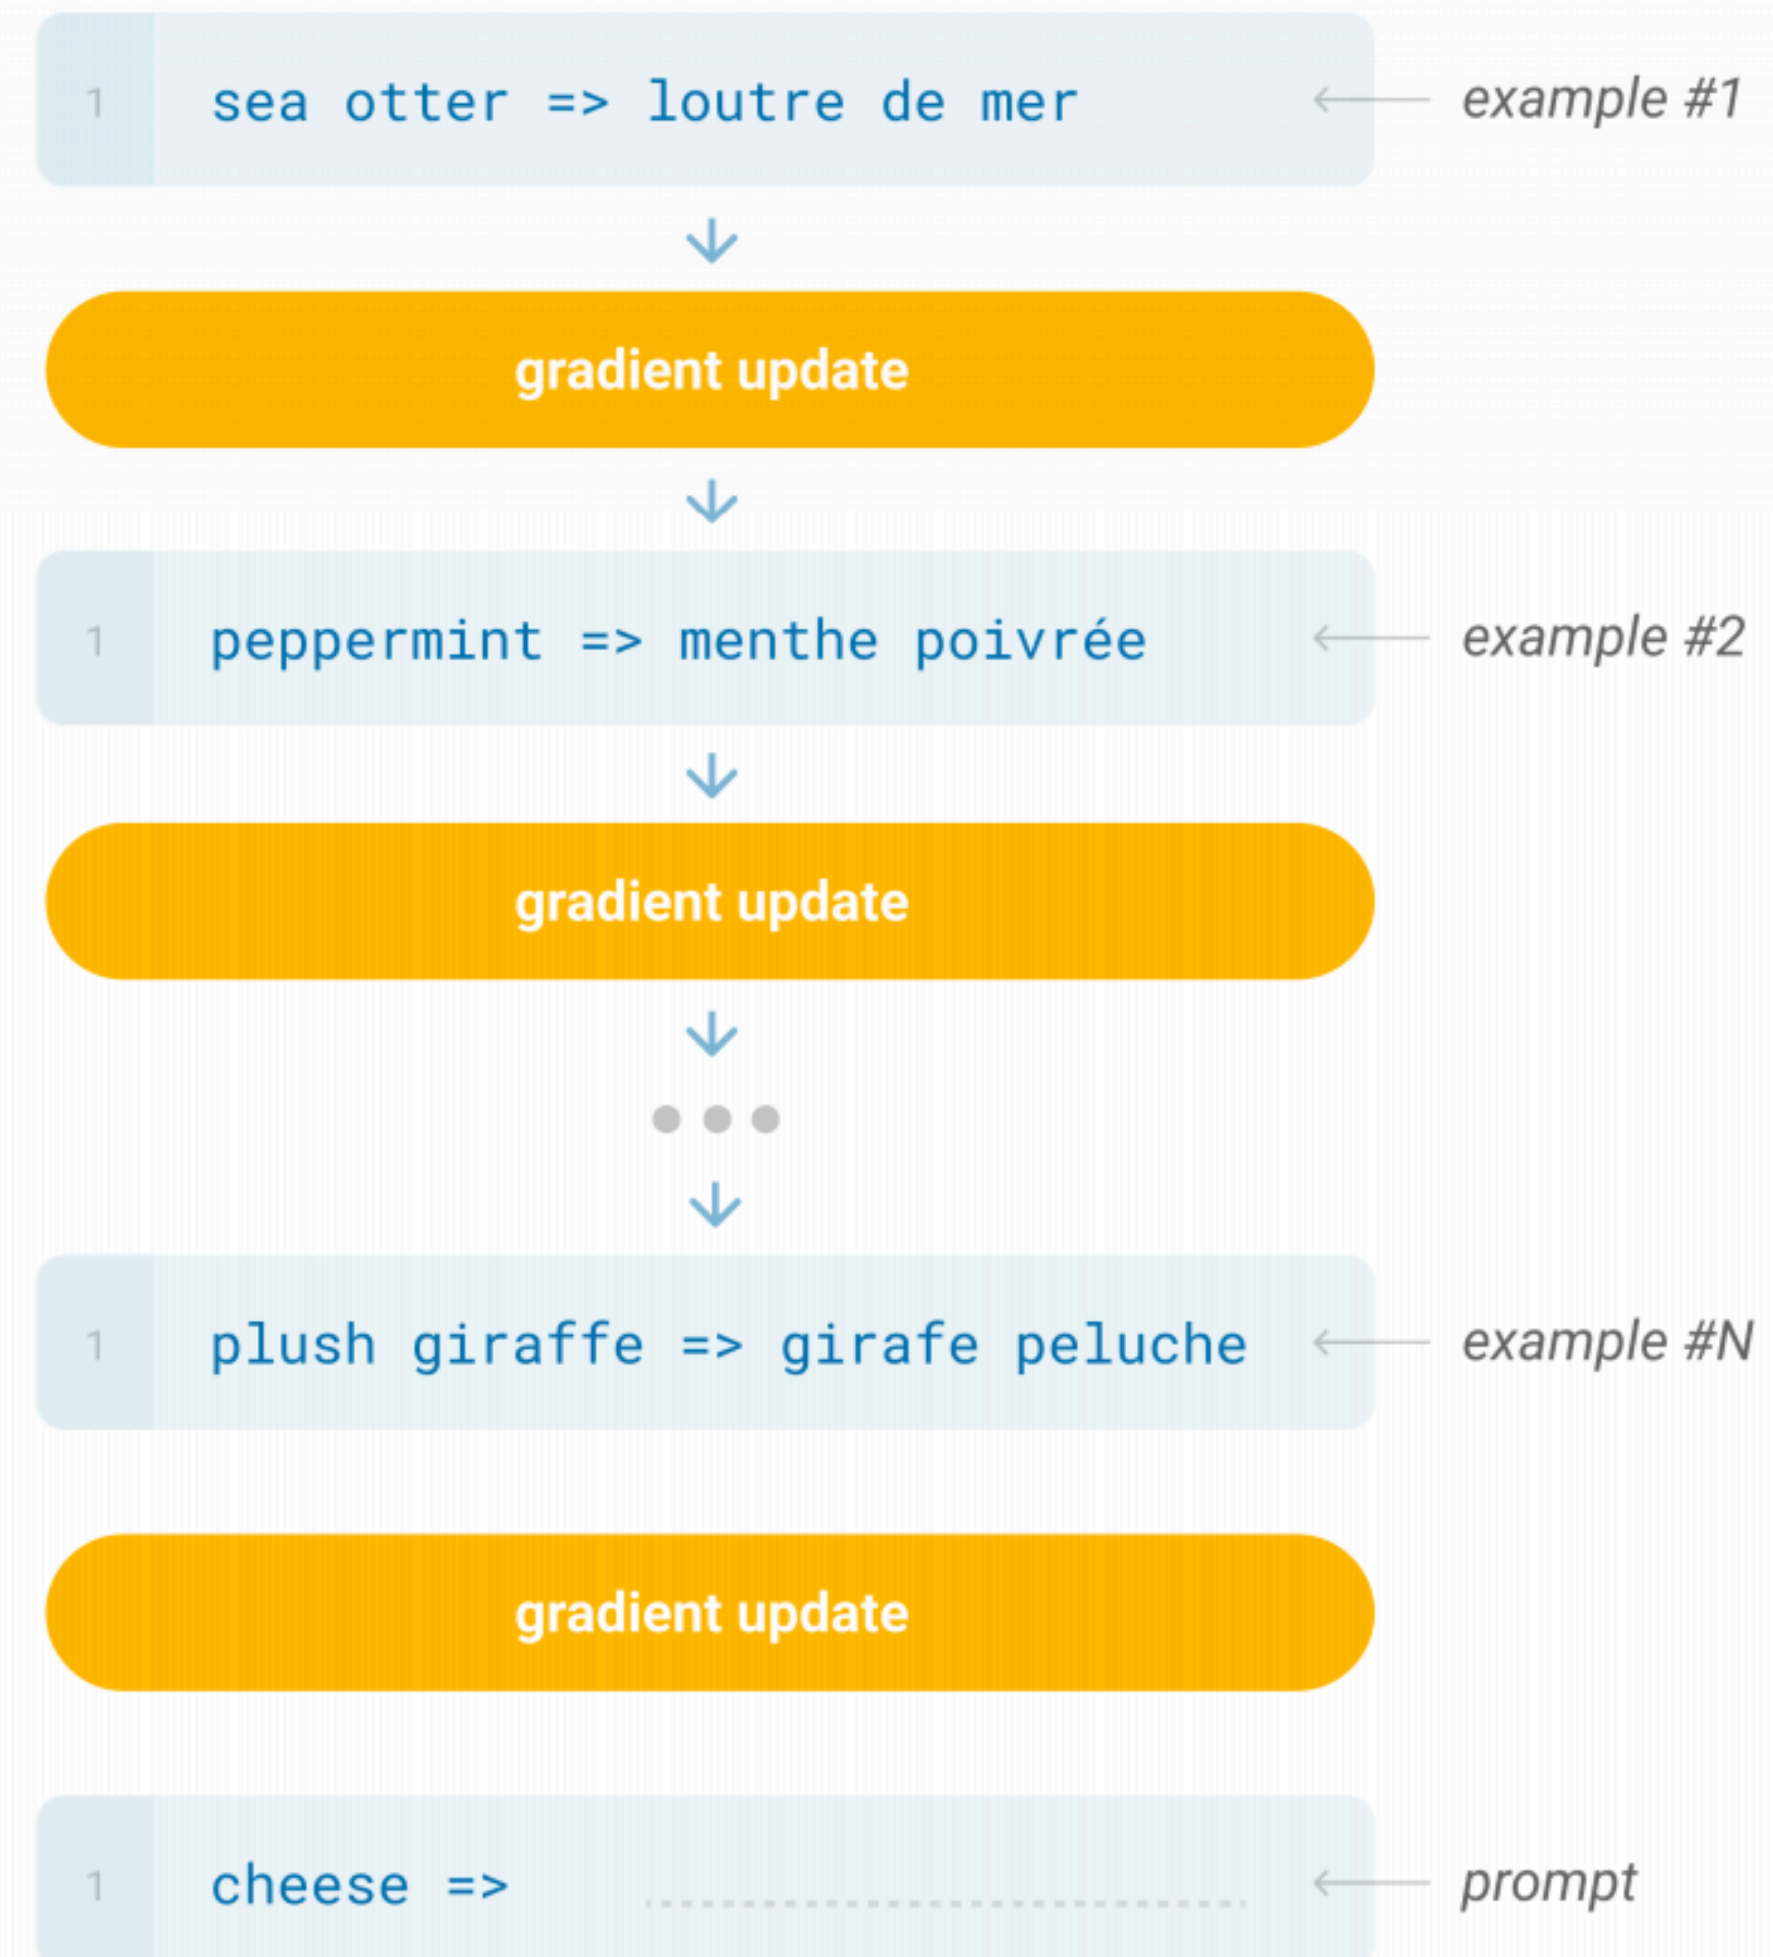 1 sea otter => loutre de mer example #1
gradient update
1 peppermint => menthe poivrée example #2
gradient update
1 plush giraffe => girafe peluche example #N
gradient update
1 cheese => prompt